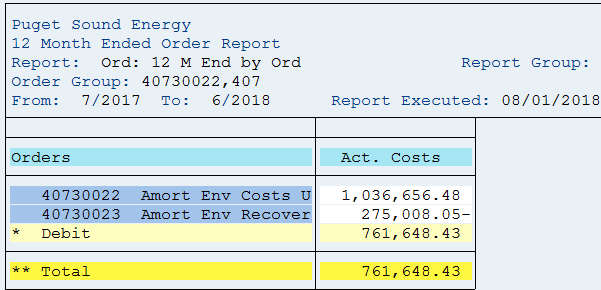 Puget Sound Energy
12 Month Ended Order Report
Report: Ord: 12 M End by Ord Report Group:
Order Group: 40730022,407
From: 7/2017 To: 6/2018 Report Executed: 08/01/2018
Orders Act. Costs
40730022 Amort Env Costs U 1,036,656.48
40730023 Amort Env Recover 275,008.05-
* Debit 761,648.43
** Total 761,648.43